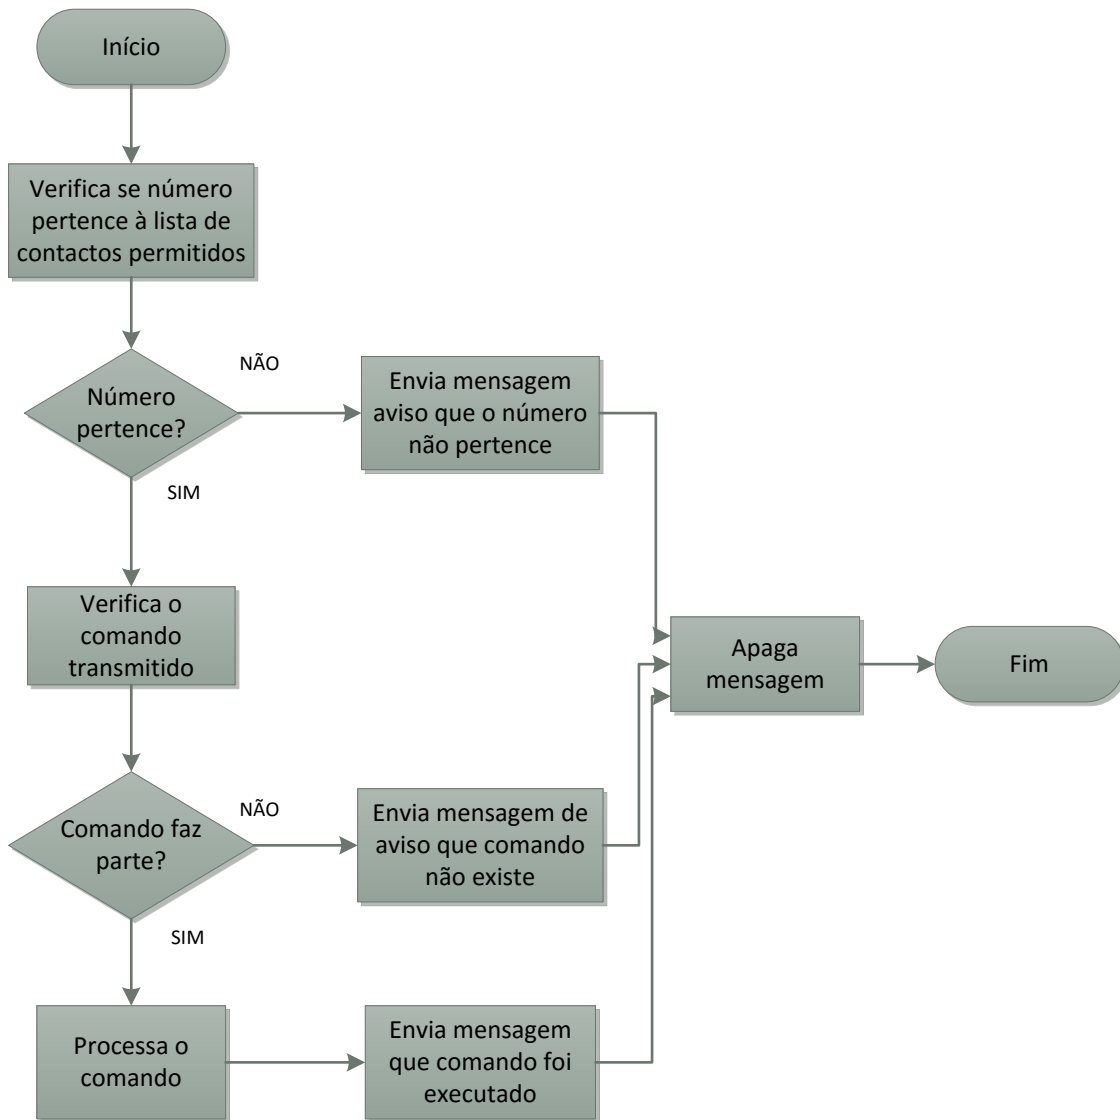 Início
Verifica se número
pertence à lista de
contactos permitidos
Número
pertence?
NÃO
Envia mensagem
aviso que o número
não pertence
SIM
Verifica o
comando
transmitido
Apaga
mensagem
Fim
Comando faz
parte?
NÃO
Envia mensagem de
aviso que comando
não existe
SIM
Processa o
comando
Envia mensagem
que comando foi
executado